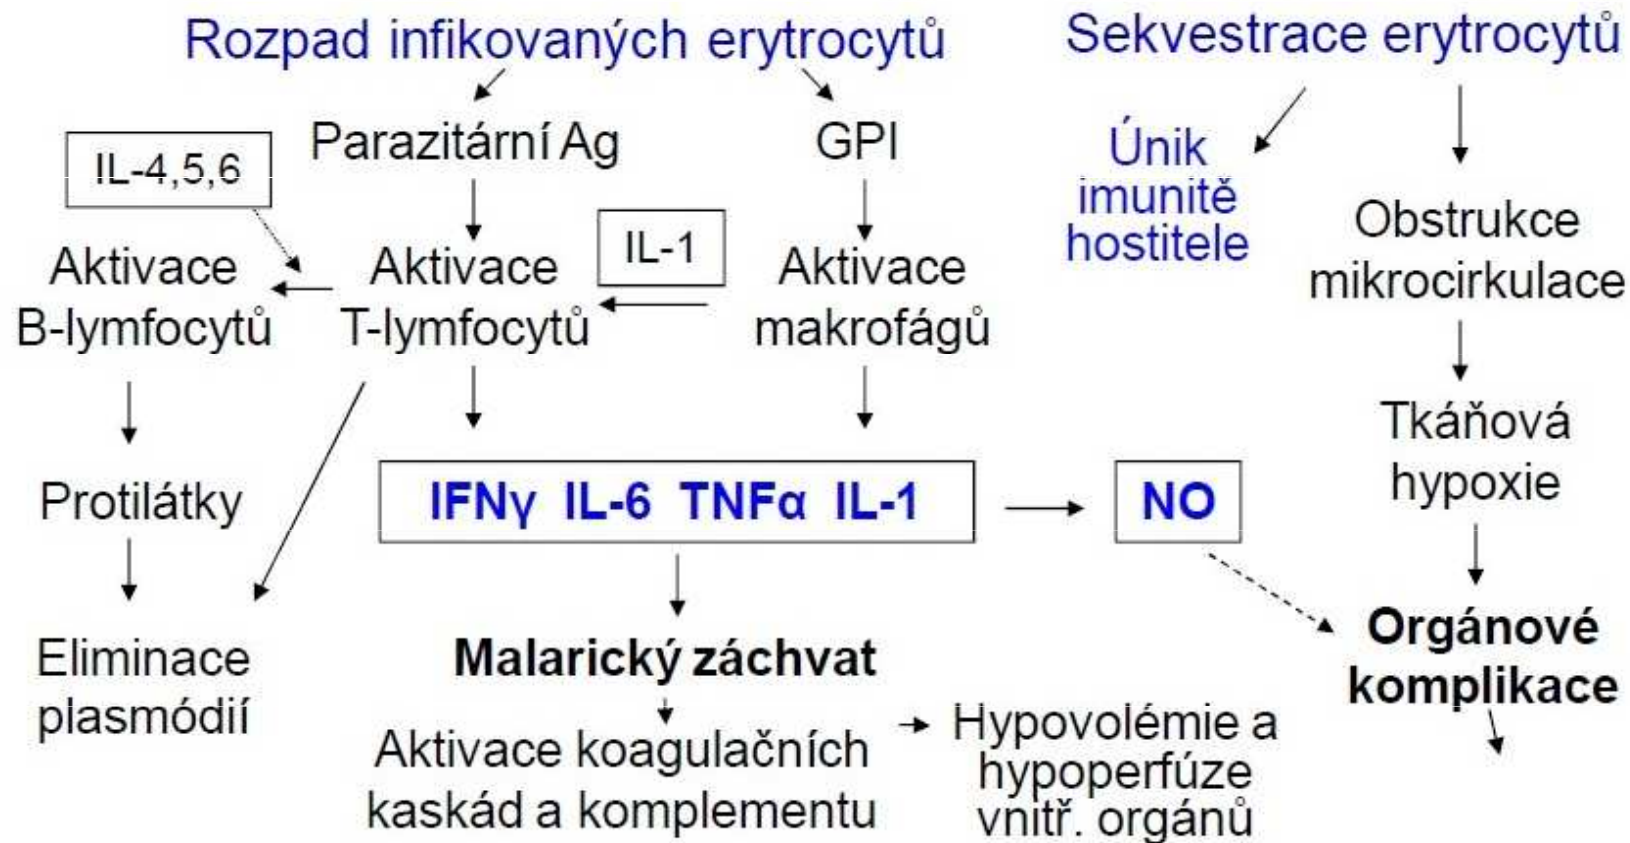 Rozpad infikovaných erytrocytů
Sekvestrace erytrocytů
Parazitární Ag
GPI
Únik
imunitě
hostitele
IL-4,5,6
IL-1
Obstrukce
mikrocirkulace
Aktivace
B-lymfocytů
Aktivace
T-lymfocytů
Aktivace
makrofágů
Tkáňová
hypoxie
Protilátky
IFNγ IL-6 TNFα IL-1
NO
Eliminace
plasmódií
Malarický záchvat
Orgánové
komplikace
Aktivace koagulačních
kaskád a komplementu
Hypovolémie a
hypoperfúze
vnitř. orgánů